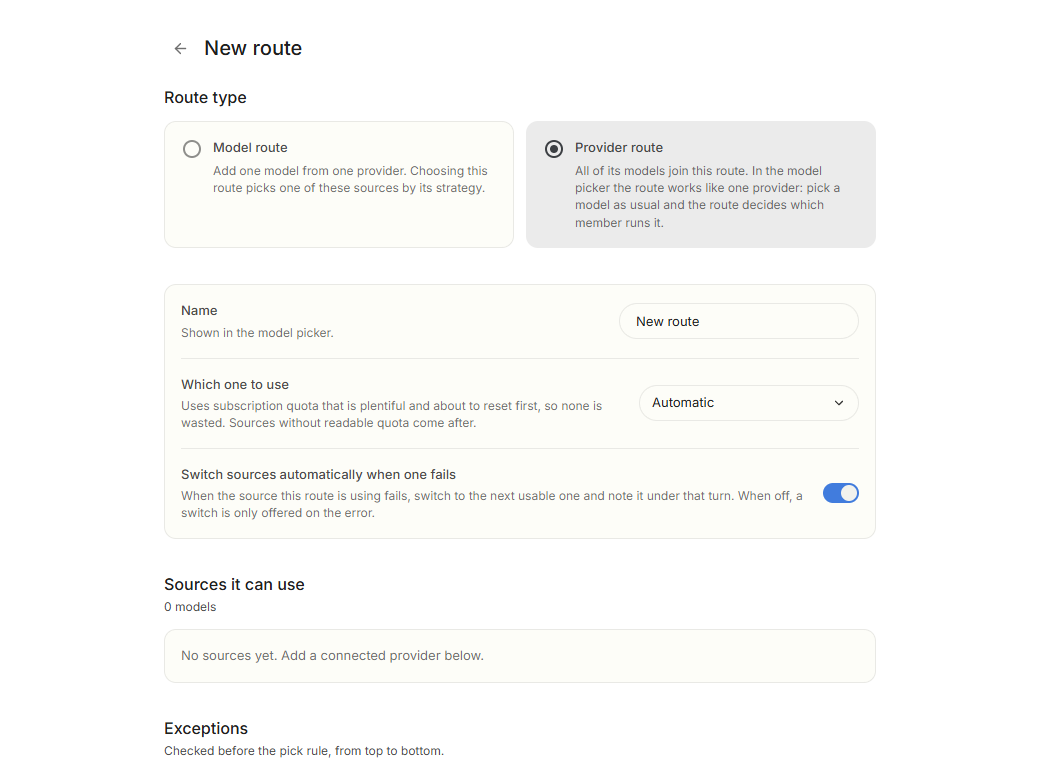 New route
Route type
Model route
Add one model from one provider. Choosing this
route picks one of these sources by its strategy.
Provider route
All of its models join this route. In the model
picker the route works like one provider: pick a
model as usual and the route decides which
member runs it.
Name
Shown in the model picker.
New route
Which one to use
Uses subscription quota that is plentiful and about to reset first, so none is
wasted. Sources without readable quota come after.
Automatic
Switch sources automatically when one fails
When the source this route is using fails, switch to the next usable one and note it under that turn. When off, a
switch is only offered on the error.
Sources it can use
0 models
No sources yet. Add a connected provider below.
Exceptions
Checked before the pick rule, from top to bottom.